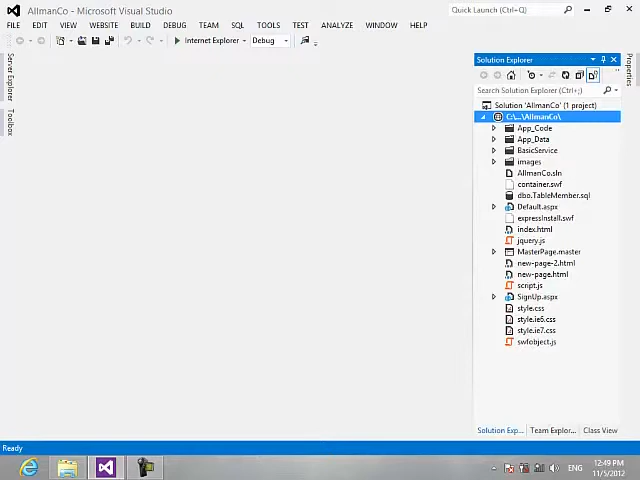 AllmanCo - Microsoft Visual Studio
Quick Launch (Ctrl+Q)
FILE EDIT VIEW WEBSITE BUILD DEBUG TEAM SQL TOOLS TEST ANALYZE WINDOW HELP
Internet Explorer Debug
Server Explorer
Toolbox
Solution Explorer
Properties
Search Solution Explorer (Ctrl+;)
Solution 'AllmanCo' (1 project)
C:\...\AllmanCo\
App_Code
App_Data
BasicService
images
AllmanCo.sln
container.swf
dbo.TableMember.sql
Default.aspx
expressInstall.swf
index.html
jquery.js
MasterPage.master
new-page-2.html
new-page.html
script.js
SignUp.aspx
style.css
style.ie6.css
style.ie7.css
swfobject.js
Solution Exp... Team Explor... Class View
Ready
ENG
12:49 PM
11/5/2012